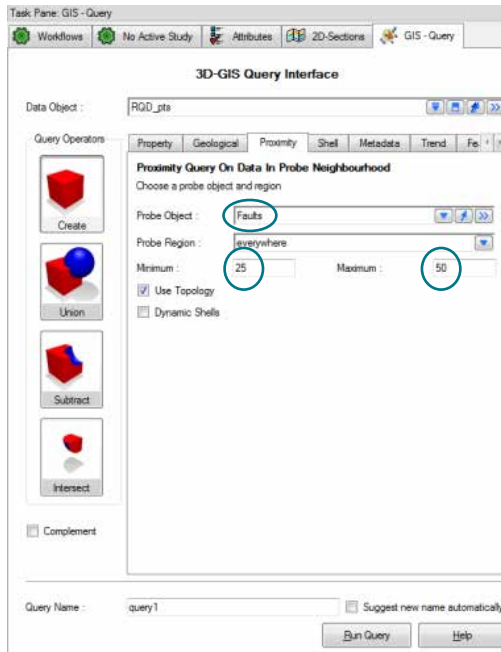 Task Pane: GIS - Query
Workflows No Active Study Attributes 2D-Sections GIS - Query
3D-GIS Query Interface
Data Object : RQD_pts
Query Operators
Property Geological Proximity Shell Metadata Trend Fe
Proximity Query On Data In Probe Neighbourhood
Choose a probe object and region
Create
Probe Object : Faults
Probe Region : everywhere
Minimum : 25 Maximum : 50
Use Topology
Union
Dynamic Shells
Subtract
Intersect
Complement
Query Name : query1 Suggest new name automatically
Run Query Help